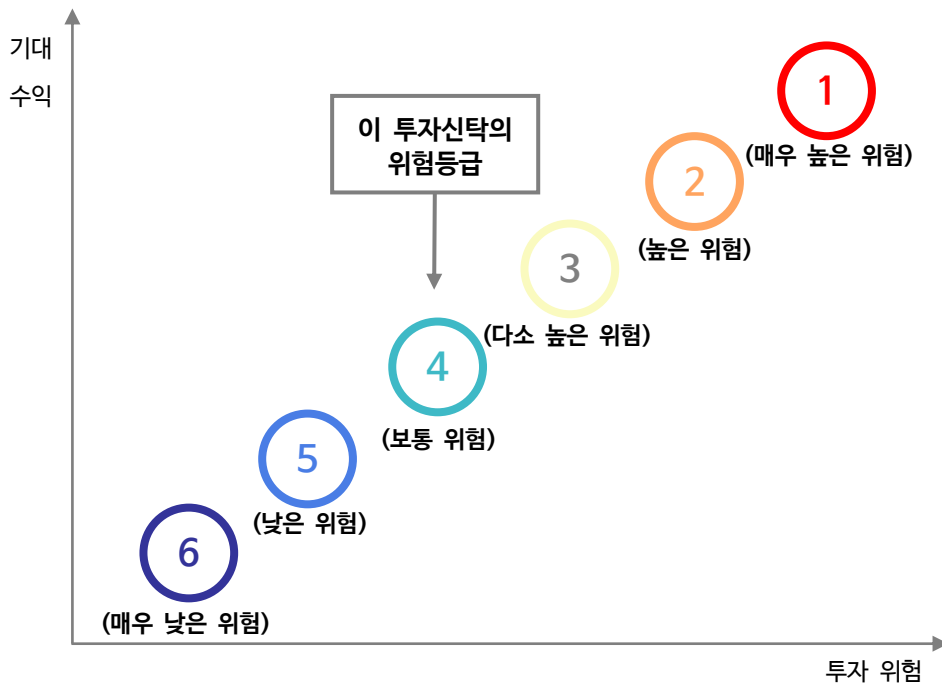 기대
수익
1
이 투자신탁의
위험등급
(매우 높은 위험)
2
(높은 위험)
3
(다소 높은 위험)
4
(보통 위험)
5
(낮은 위험)
6
(매우 낮은 위험)
투자 위험